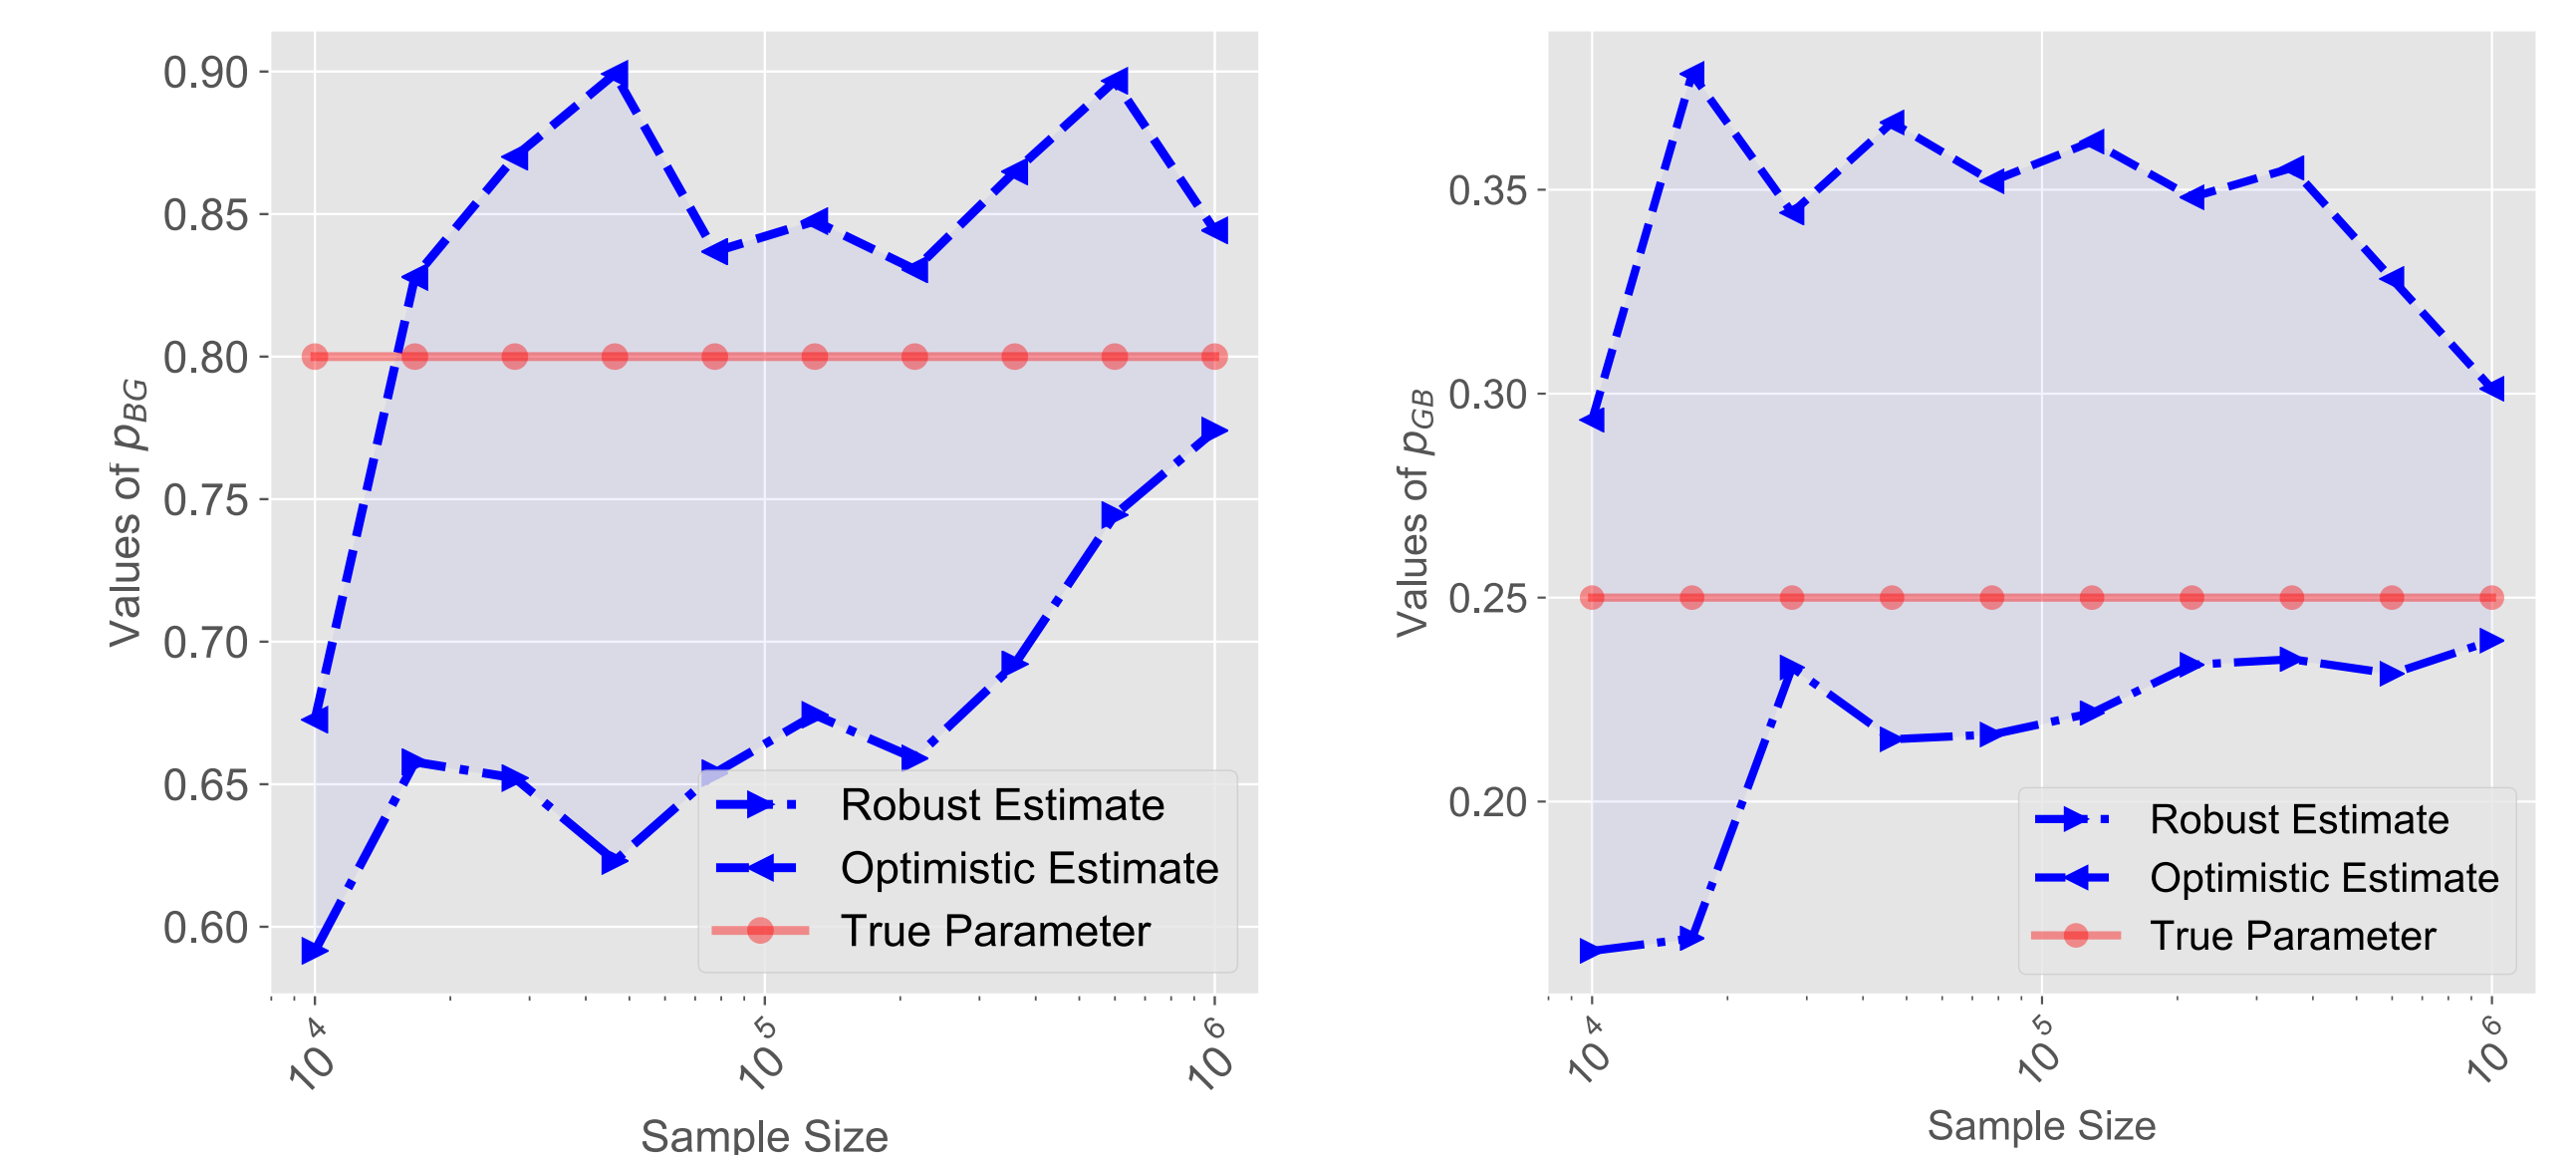 0.90
0.85
0.80
0.75
0.70
0.65
0.60
Values of p_BG
Robust Estimate
Optimistic Estimate
True Parameter
10^4
10^5
10^6
Sample Size
0.35
0.30
0.25
0.20
Values of p_GB
Robust Estimate
Optimistic Estimate
True Parameter
10^4
10^5
10^6
Sample Size